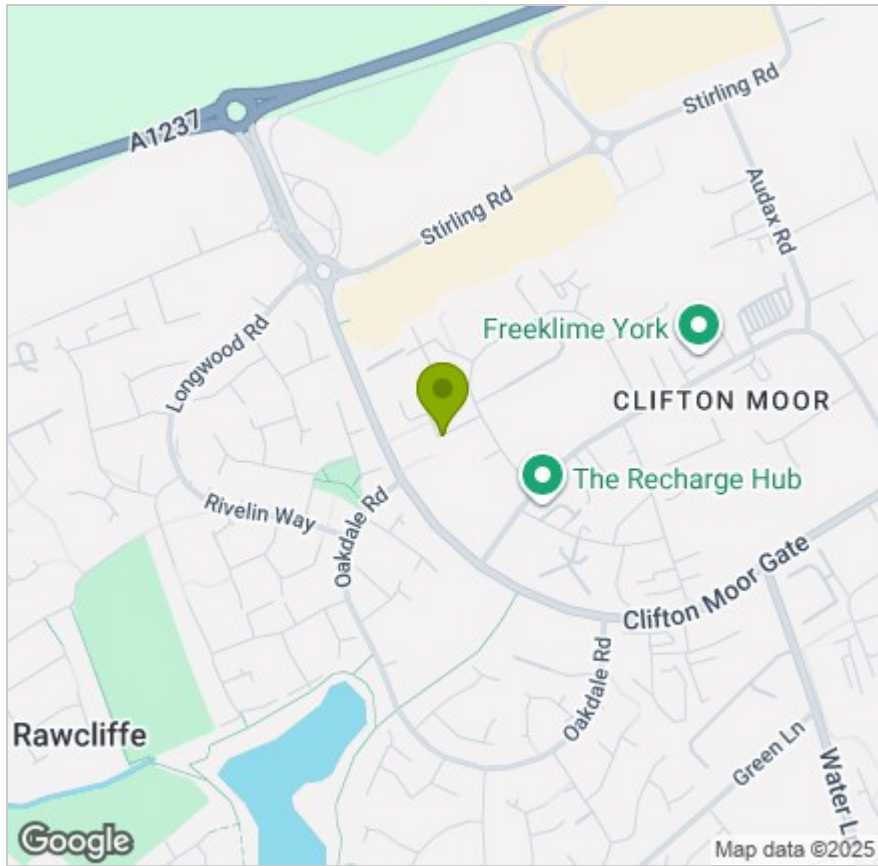 A1237
Stirling Rd
Stirling Rd
Audax Rd
Longwood Rd
Freeklime York
CLIFTON MOOR
The Recharge Hub
Rivelin Way
Oakdale Rd
Clifton Moor Gate
Oakdale Rd
Rawcliffe
Green Ln
Water L
Google
Map data ©2025